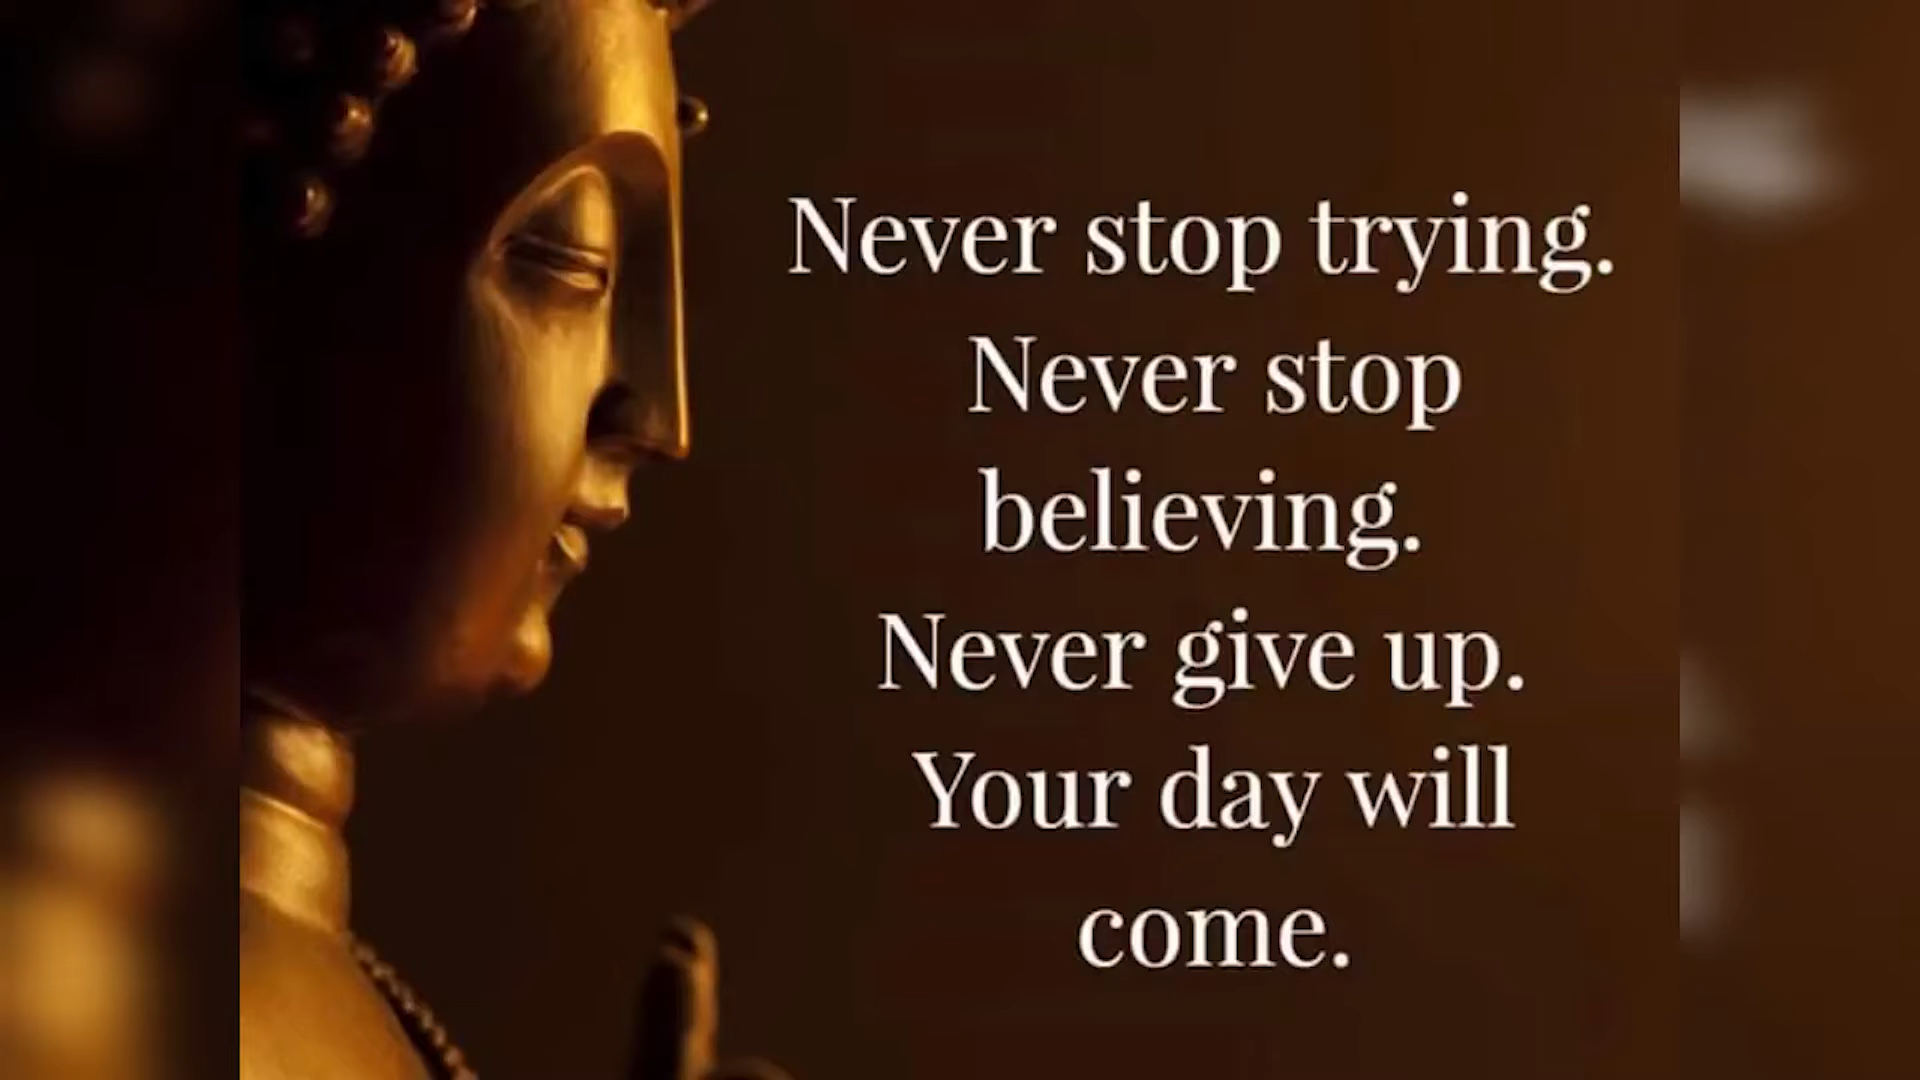 Never stop trying.
Never stop
believing.
Never give up.
Your day will
come.